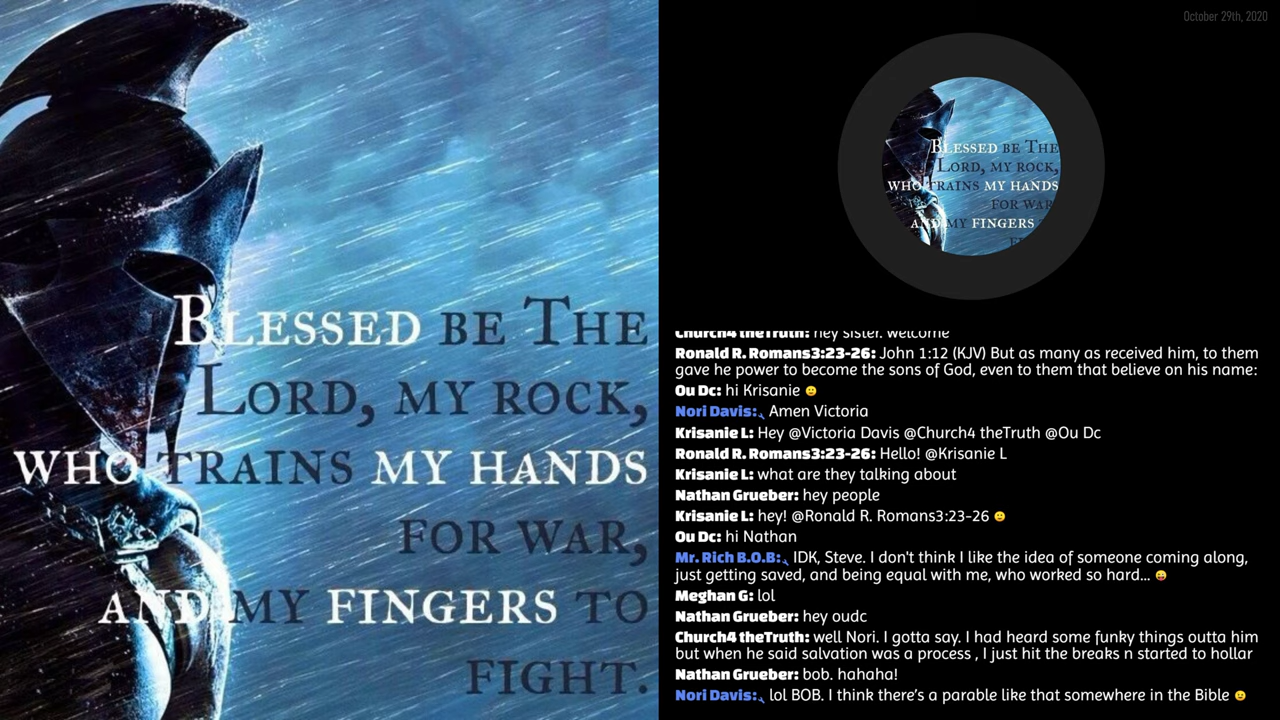 Blessed be The
Lord, my rock,
who trains my hands
for war,
and my fingers to
fight.
October 29th, 2020
Blessed be The
Lord, my rock,
who trains my hands
for war
and my fingers
Church4 theTruth: hey sister. welcome
Ronald R. Romans3:23-26: John 1:12 (KJV) But as many as received him, to them
gave he power to become the sons of God, even to them that believe on his name:
Ou Dc: hi Krisanie 🙂
Nori Davis: Amen Victoria
Krisanie L: Hey @Victoria Davis @Church4 theTruth @Ou Dc
Ronald R. Romans3:23-26: Hello! @Krisanie L
Krisanie L: what are they talking about
Nathan Grueber: hey people
Krisanie L: hey! @Ronald R. Romans3:23-26 🙂
Ou Dc: hi Nathan
Mr. Rich B.O.B: IDK, Steve. I don't think I like the idea of someone coming along,
just getting saved, and being equal with me, who worked so hard... 😛
Meghan G: lol
Nathan Grueber: hey oudc
Church4 theTruth: well Nori. I gotta say. I had heard some funky things outta him
but when he said salvation was a process , I just hit the breaks n started to hollar
Nathan Grueber: bob. hahaha!
Nori Davis: lol BOB. I think there's a parable like that somewhere in the Bible 😉